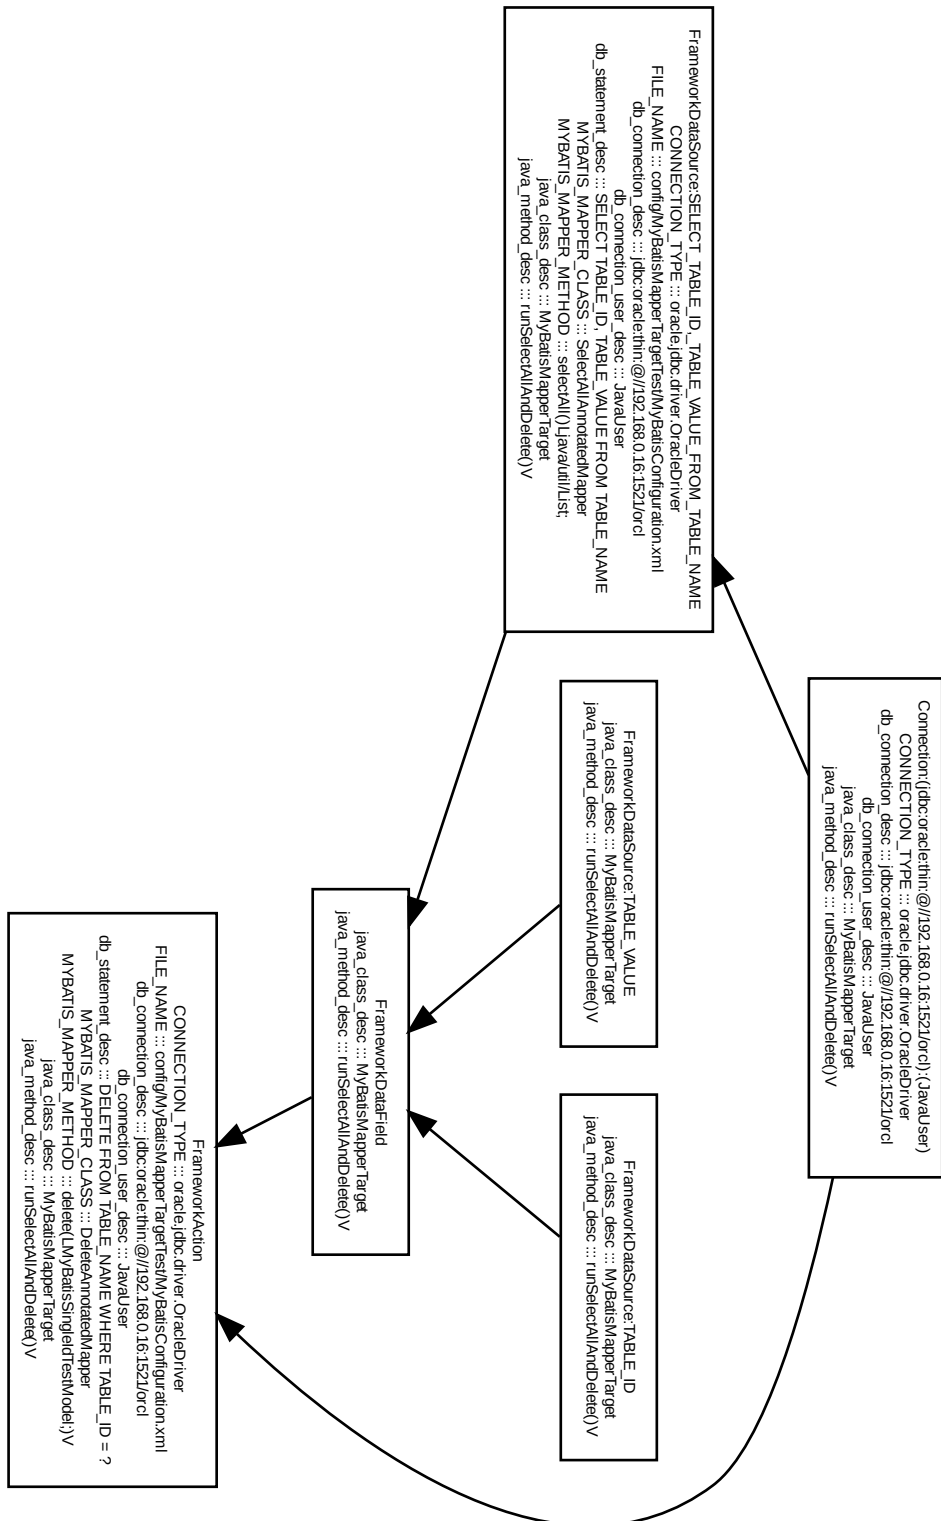 Connection:(jdbc:oracle:thin:@//192.168.0.16:1521/orcl):(JavaUser)
CONNECTION_TYPE ::: oracle.jdbc.driver.OracleDriver
db_connection_desc ::: jdbc:oracle:thin:@//192.168.0.16:1521/orcl
db_connection_user_desc ::: JavaUser
java_class_desc ::: MyBatisMapperTarget
java_method_desc ::: runSelectAllAndDelete()V
FrameworkDataSource:SELECT_TABLE_ID,_TABLE_VALUE_FROM_TABLE_NAME
CONNECTION_TYPE ::: oracle.jdbc.driver.OracleDriver
FILE_NAME ::: config/MyBatisMapperTargetTest/MyBatisConfiguration.xml
db_connection_desc ::: jdbc:oracle:thin:@//192.168.0.16:1521/orcl
db_connection_user_desc ::: JavaUser
db_statement_desc ::: SELECT TABLE_ID, TABLE_VALUE FROM TABLE_NAME
MYBATIS_MAPPER_CLASS ::: SelectAllAnnotatedMapper
MYBATIS_MAPPER_METHOD ::: selectAll()Ljava/util/List;
java_class_desc ::: MyBatisMapperTarget
java_method_desc ::: runSelectAllAndDelete()V
FrameworkDataSource:TABLE_VALUE
java_class_desc ::: MyBatisMapperTarget
java_method_desc ::: runSelectAllAndDelete()V
FrameworkDataSource:TABLE_ID
java_class_desc ::: MyBatisMapperTarget
java_method_desc ::: runSelectAllAndDelete()V
FrameworkDataField
java_class_desc ::: MyBatisMapperTarget
java_method_desc ::: runSelectAllAndDelete()V
FrameworkAction
CONNECTION_TYPE ::: oracle.jdbc.driver.OracleDriver
FILE_NAME ::: config/MyBatisMapperTargetTest/MyBatisConfiguration.xml
db_connection_desc ::: jdbc:oracle:thin:@//192.168.0.16:1521/orcl
db_connection_user_desc ::: JavaUser
db_statement_desc ::: DELETE FROM TABLE_NAME WHERE TABLE_ID = ?
MYBATIS_MAPPER_CLASS ::: DeleteAnnotatedMapper
MYBATIS_MAPPER_METHOD ::: delete(LMyBatisSingleIdTestModel;)V
java_class_desc ::: MyBatisMapperTarget
java_method_desc ::: runSelectAllAndDelete()V